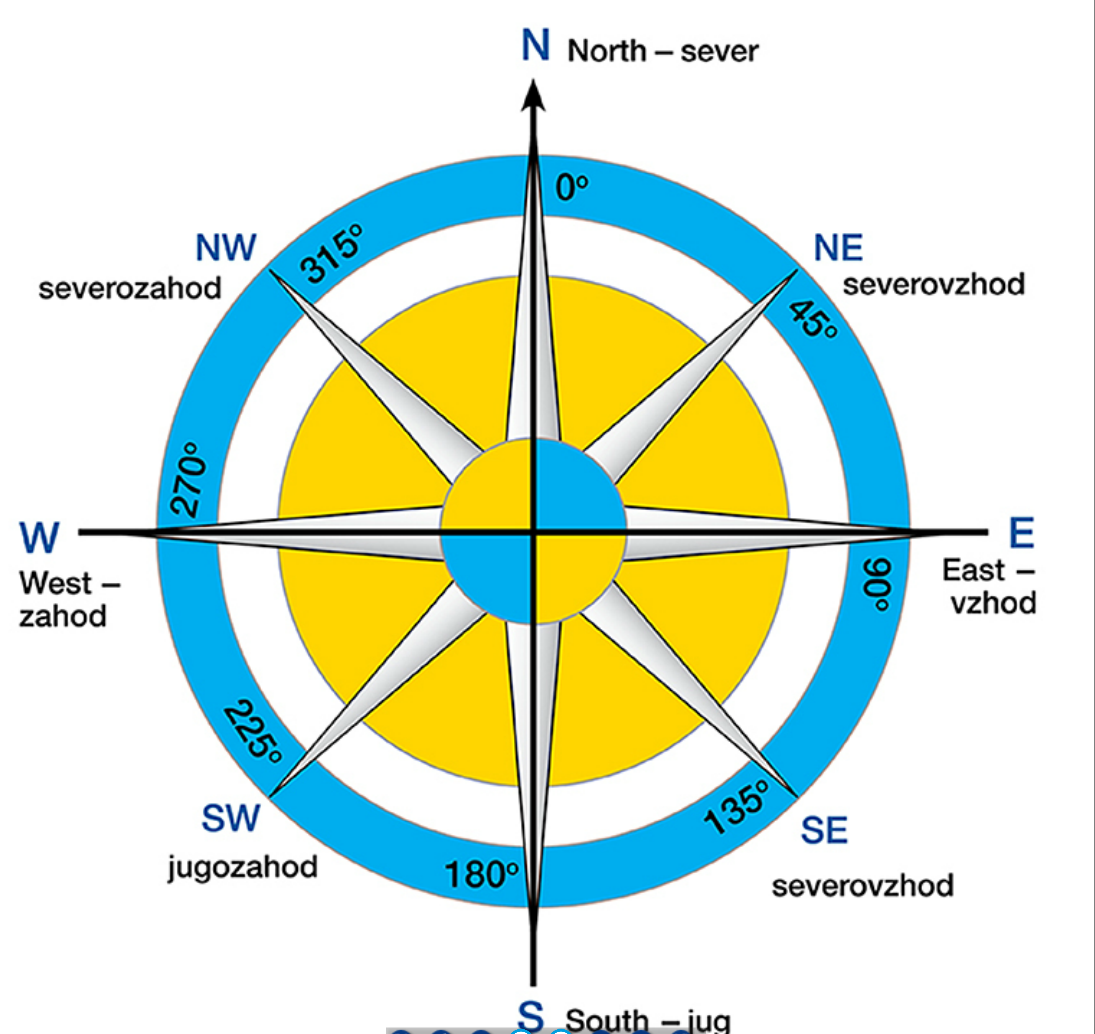 N North – sever
0°
NW
315°
severozahod
NE
severovzhod
45°
270°
W
West –
zahod
E
East –
vzhod
90°
225°
SW
jugozahod
135°
SE
severovzhod
180°
S South – jug